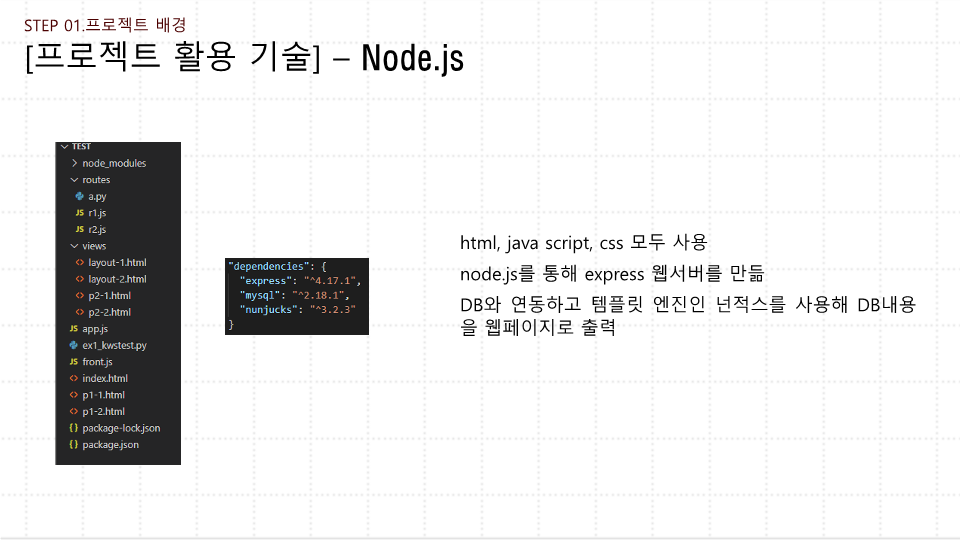 STEP 01.프로젝트 배경
[프로젝트 활용 기술] – Node.js
TEST
node_modules
routes
a.py
JS r1.js
JS r2.js
views
<> layout-1.html
<> layout-2.html
<> p2-1.html
<> p2-2.html
JS app.js
ex1_kwstest.py
JS front.js
<> index.html
<> p1-1.html
<> p1-2.html
{} package-lock.json
{} package.json
"dependencies": {
"express": "^4.17.1",
"mysql": "^2.18.1",
"nunjucks": "^3.2.3"
}
html, java script, css 모두 사용
node.js를 통해 express 웹서버를 만듦
DB와 연동하고 템플릿 엔진인 넌적스를 사용해 DB내용
을 웹페이지로 출력